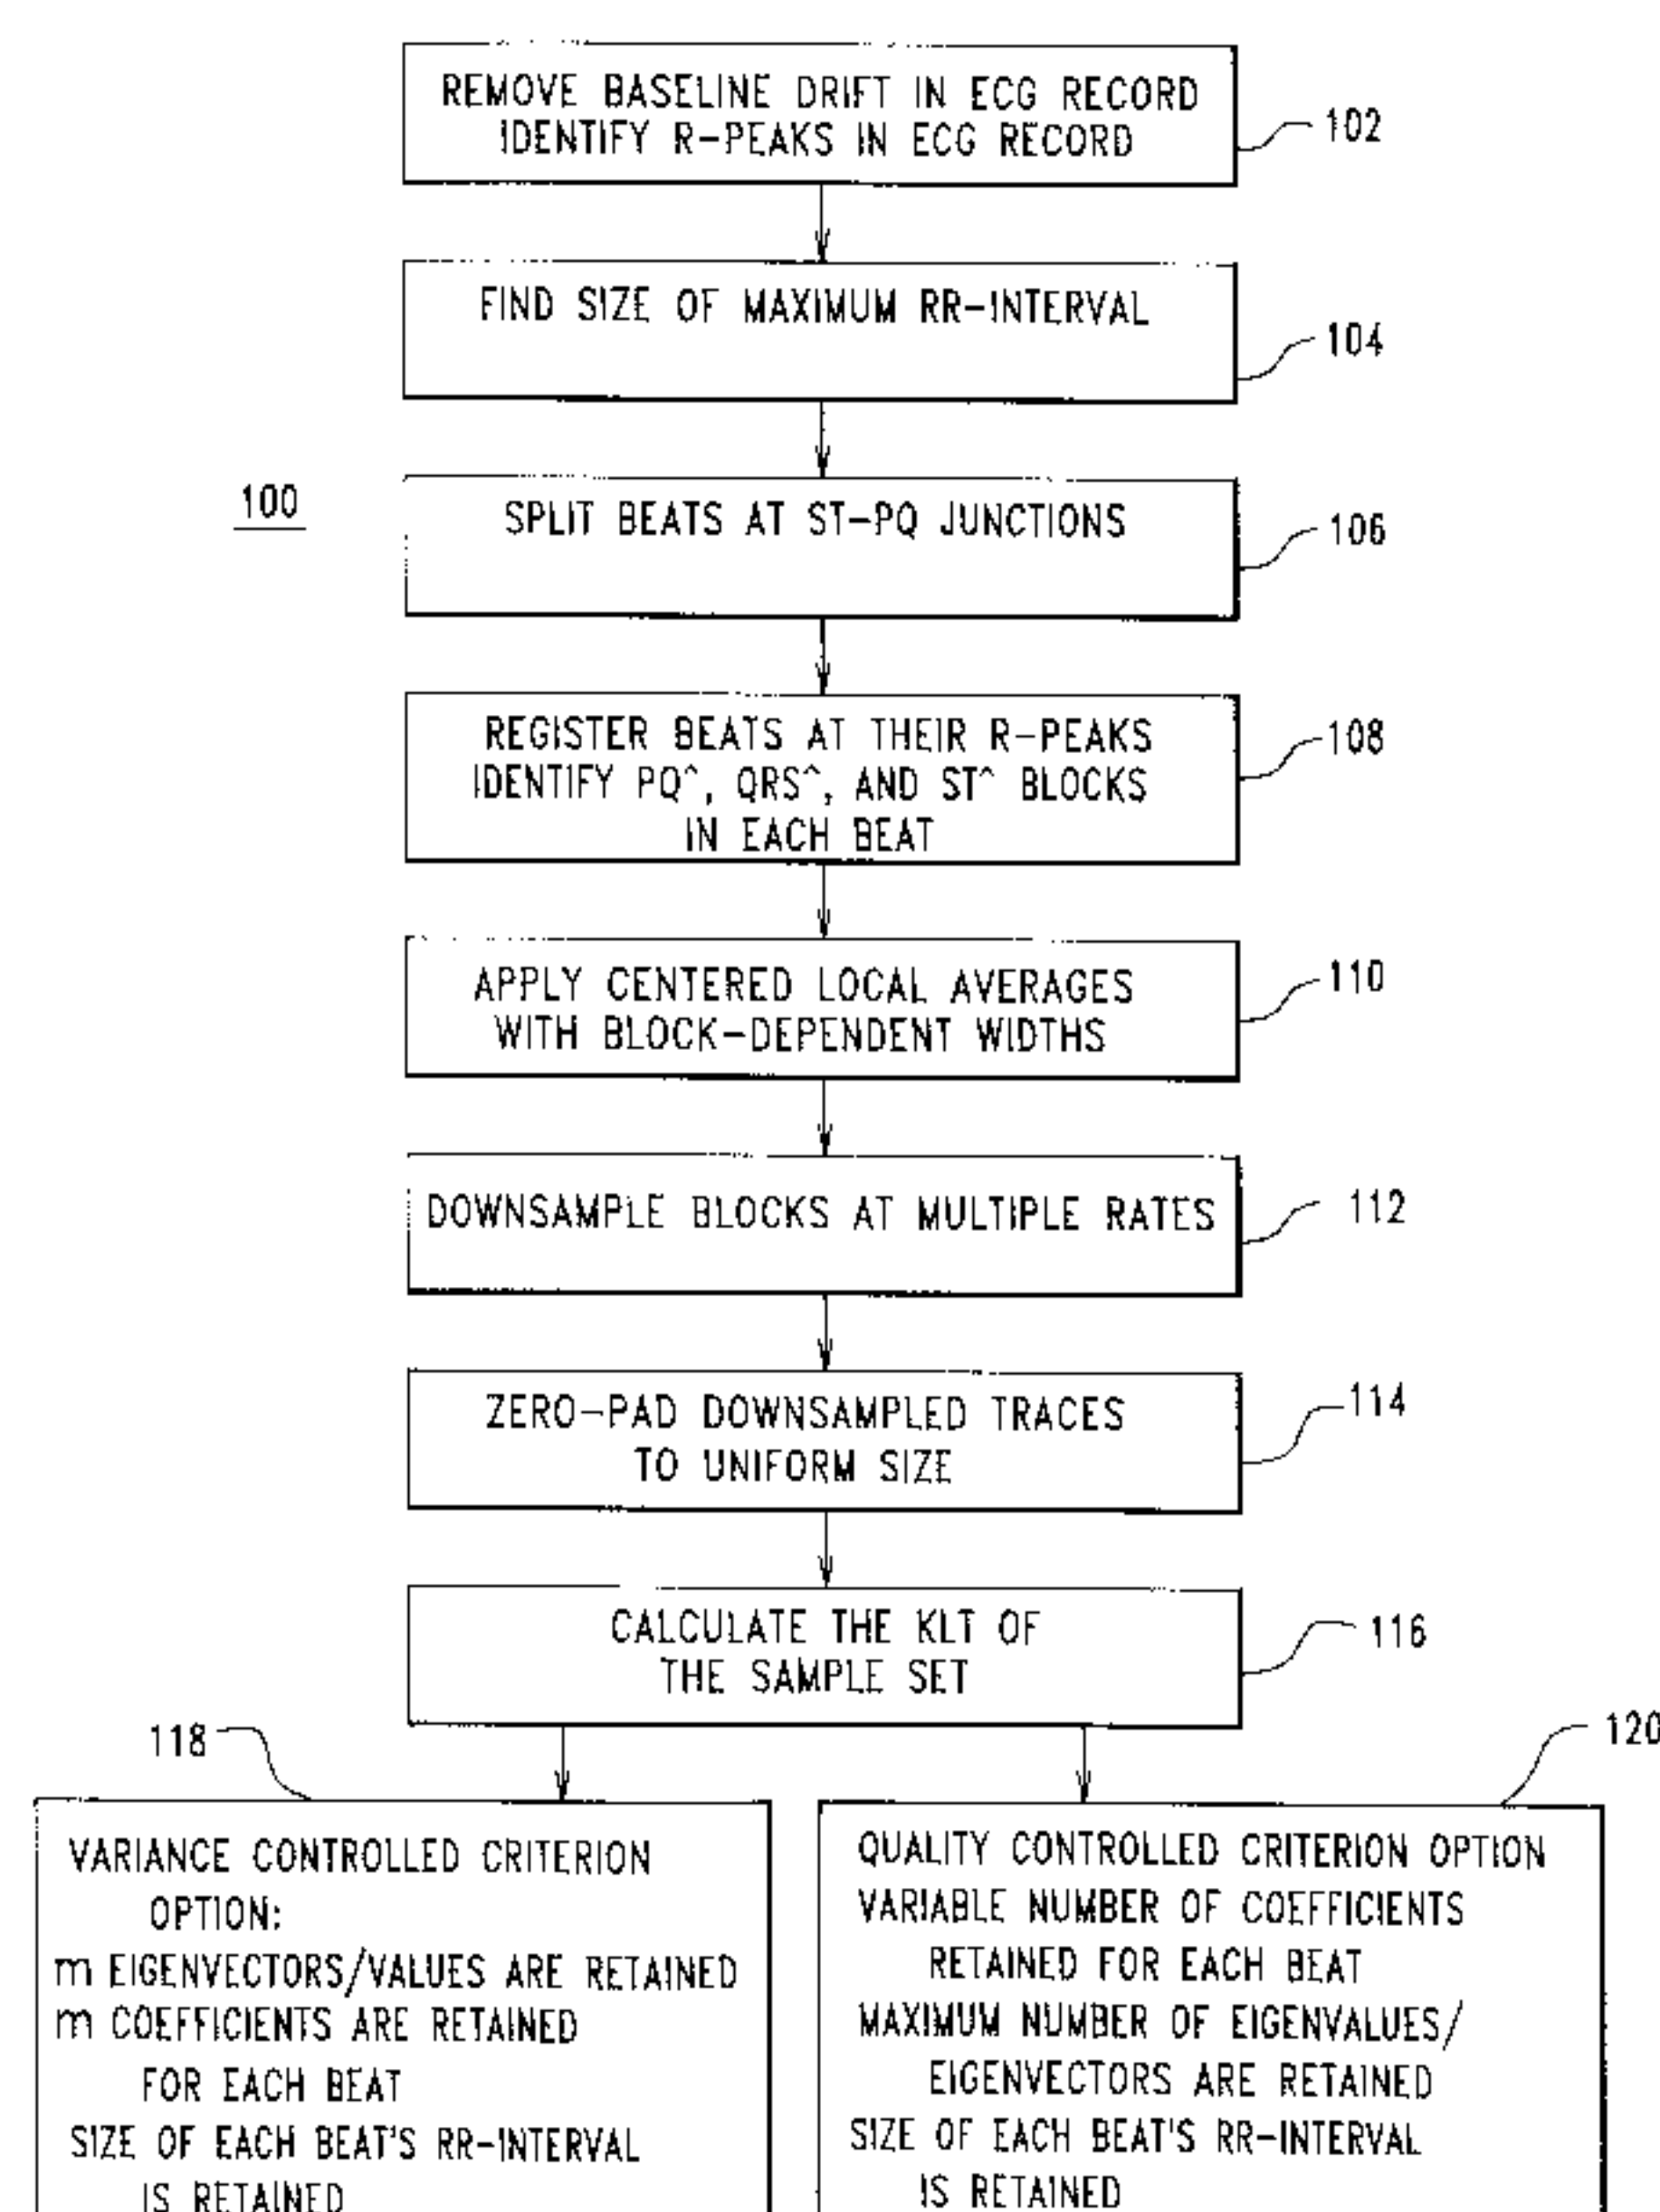 REMOVE BASELINE DRIFT IN ECG RECORD
IDENTIFY R-PEAKS IN ECG RECORD
102
FIND SIZE OF MAXIMUM RR-INTERVAL
104
100
SPLIT BEATS AT ST-PQ JUNCTIONS
106
REGISTER BEATS AT THEIR R-PEAKS
IDENTIFY PQ^, QRS^, AND ST^ BLOCKS
IN EACH BEAT
108
APPLY CENTERED LOCAL AVERAGES
WITH BLOCK-DEPENDENT WIDTHS
110
DOWNSAMPLE BLOCKS AT MULTIPLE RATES
112
ZERO-PAD DOWNSAMPLED TRACES
TO UNIFORM SIZE
114
CALCULATE THE KLT OF
THE SAMPLE SET
116
118
VARIANCE CONTROLLED CRITERION
OPTION:
m EIGENVECTORS/VALUES ARE RETAINED
m COEFFICIENTS ARE RETAINED
FOR EACH BEAT
SIZE OF EACH BEAT'S RR-INTERVAL
IS RETAINED
120
QUALITY CONTROLLED CRITERION OPTION
VARIABLE NUMBER OF COEFFICIENTS
RETAINED FOR EACH BEAT
MAXIMUM NUMBER OF EIGENVALUES/
EIGENVECTORS ARE RETAINED
SIZE OF EACH BEAT'S RR-INTERVAL
IS RETAINED